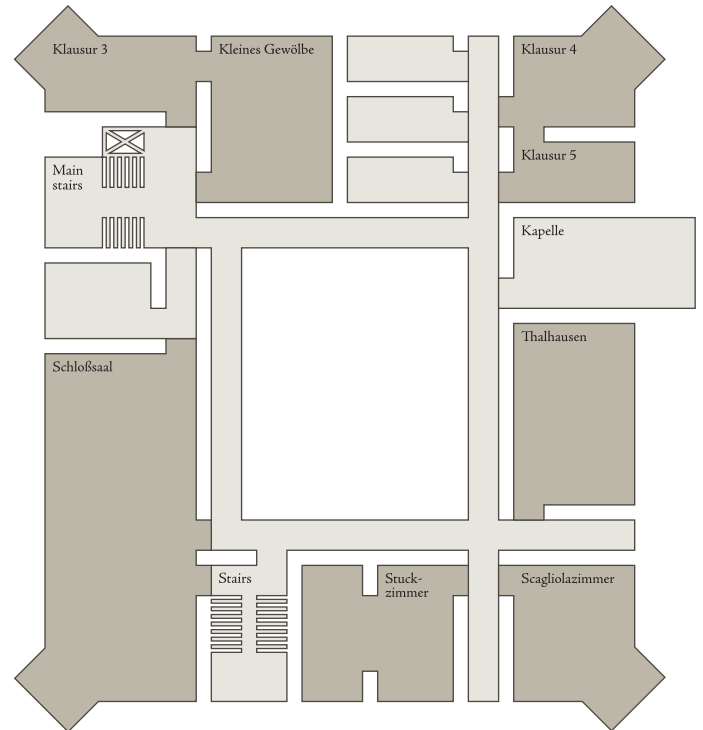 Klausur 3
Kleines Gewölbe
Klausur 4
Klausur 5
Main
stairs
Kapelle
Thalhausen
Schloßsaal
Stairs
Stuck-
zimmer
Scagliolazimmer